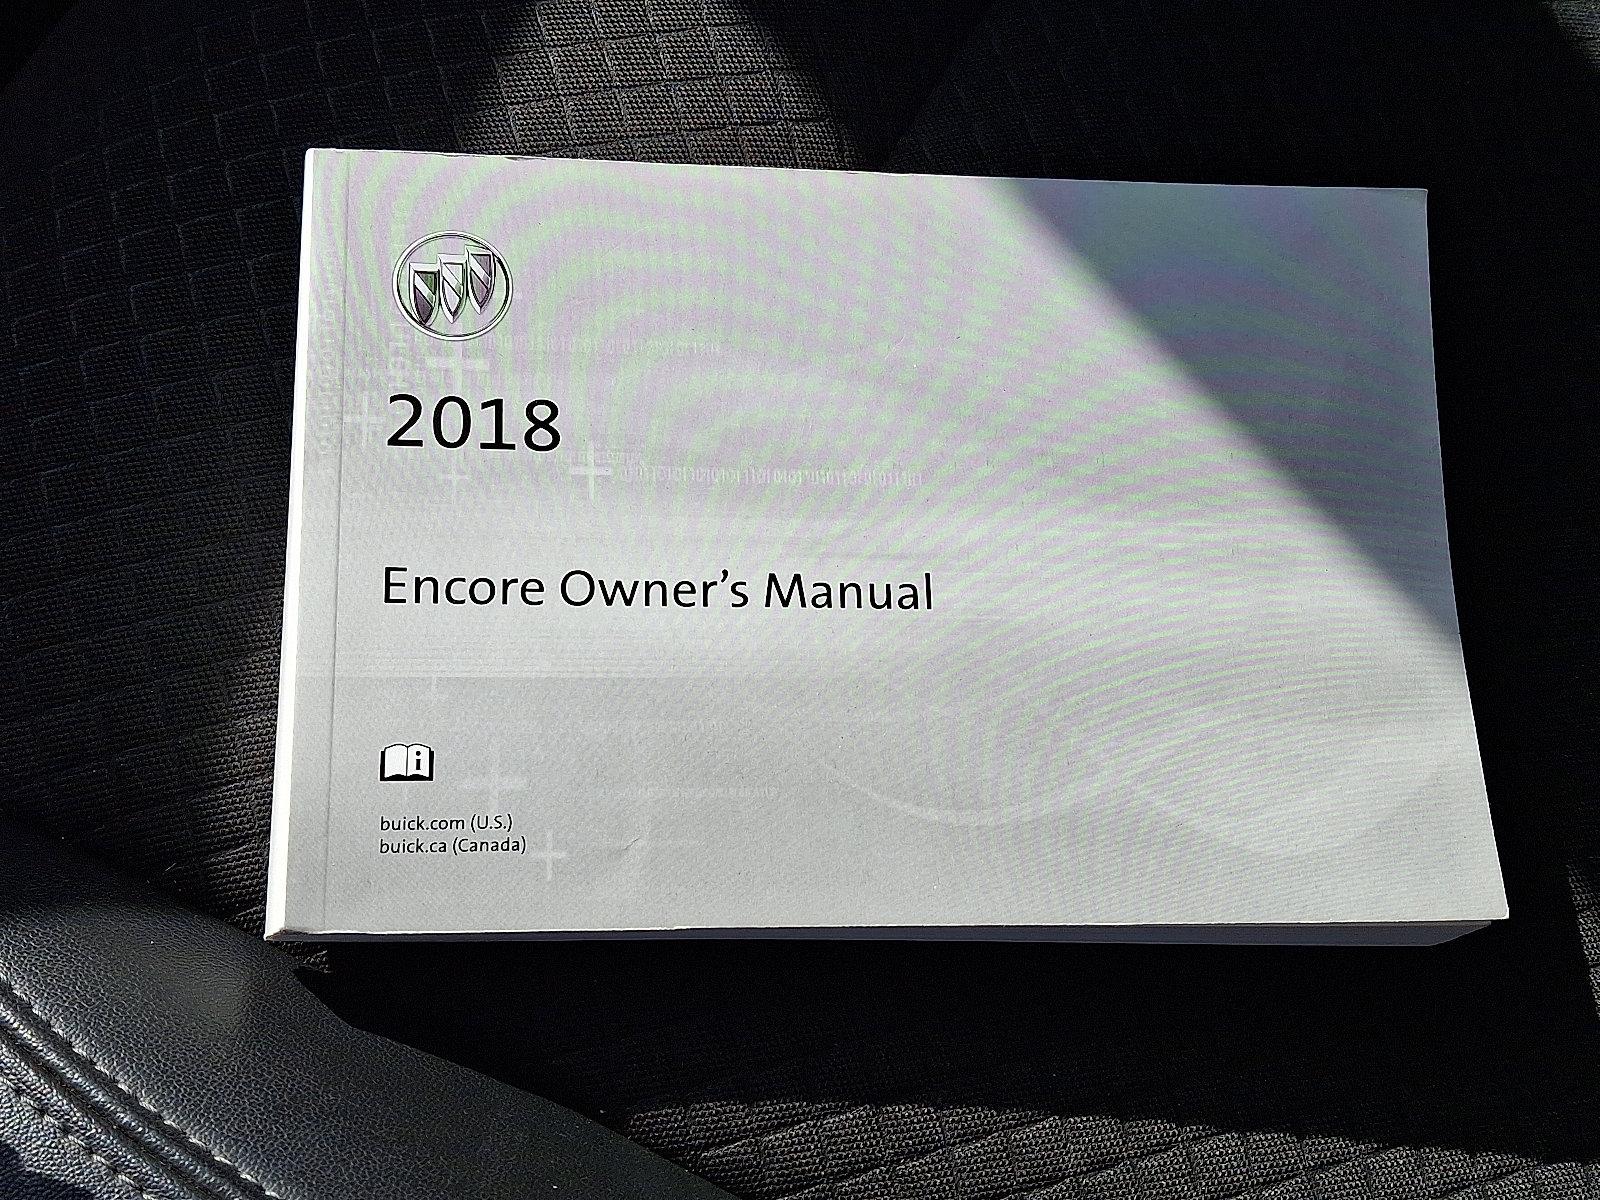 2018
Encore Owner's Manual
i
buick.com (U.S.)
buick.ca (Canada)